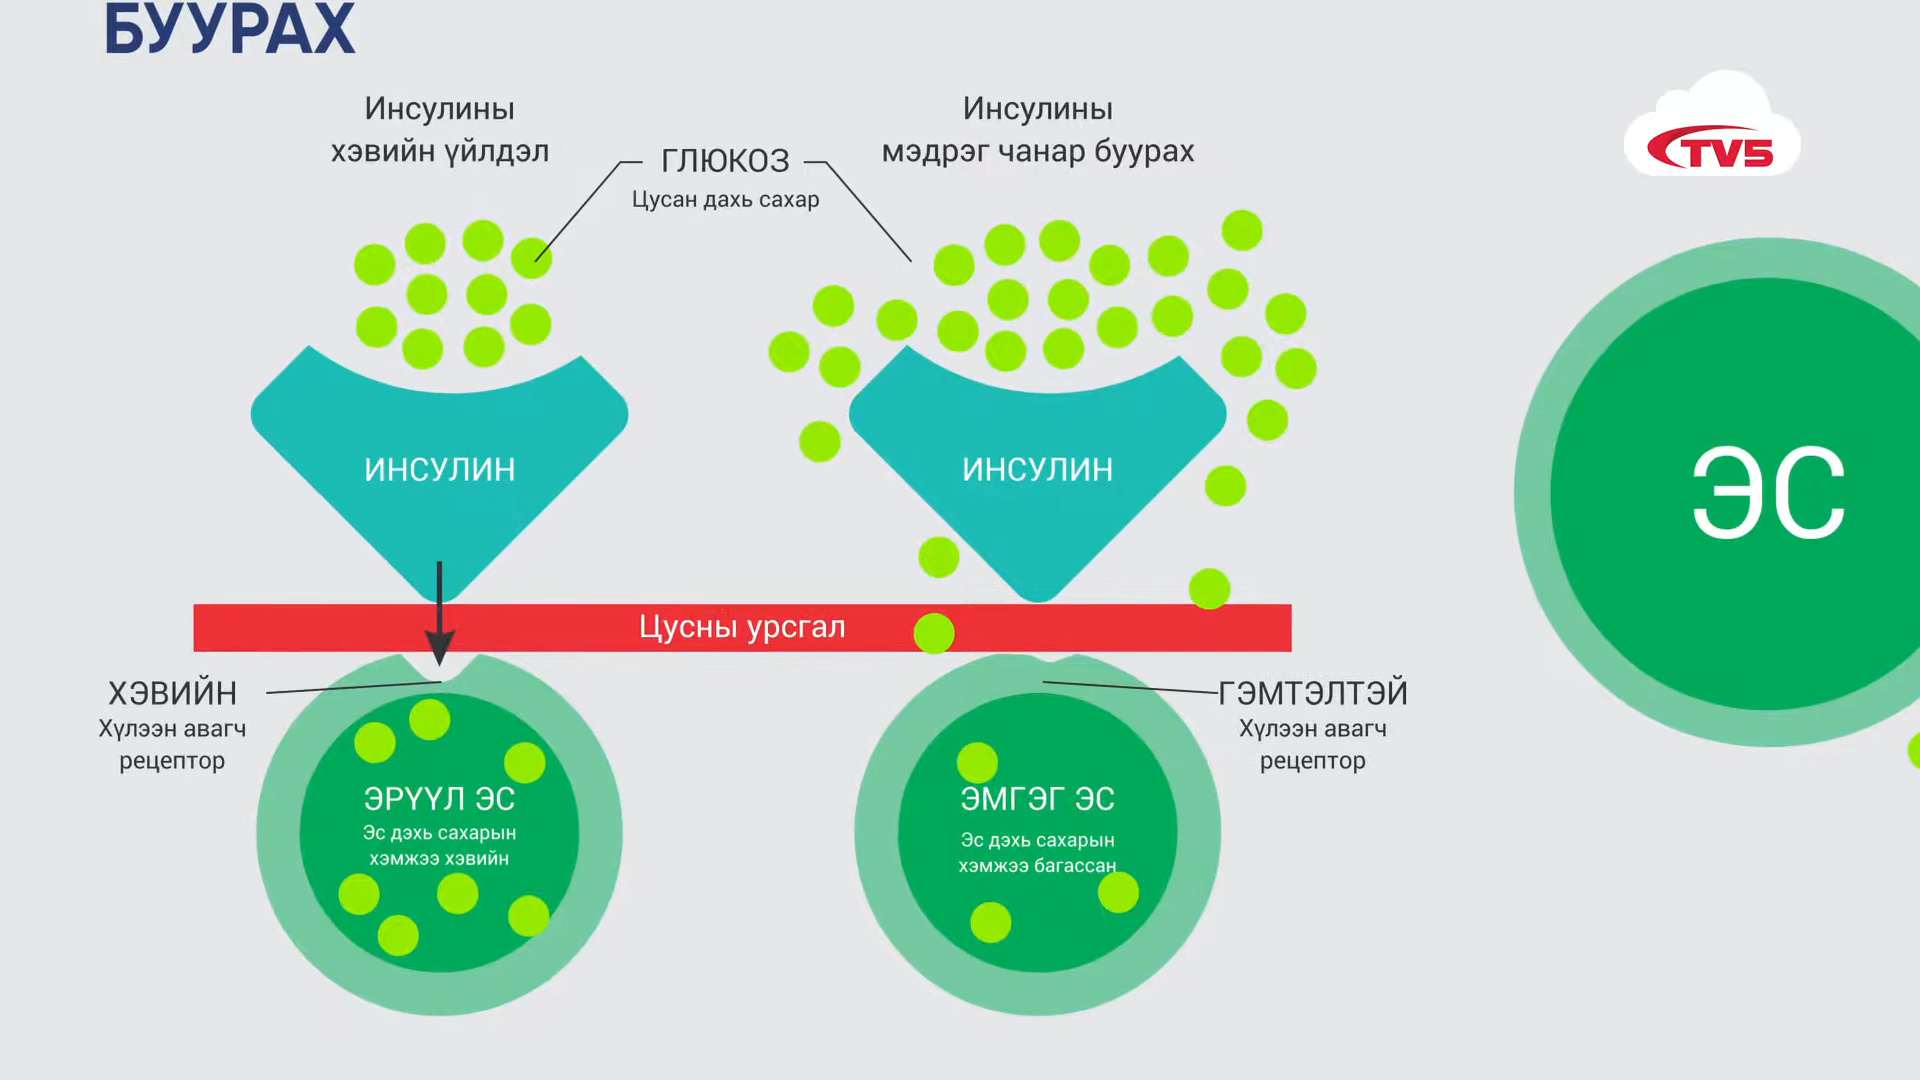 БУУРАХ
Инсулины
хэвийн үйлдэл
ГЛЮКОЗ
Цусан дахь сахар
Инсулины
мэдрэг чанар буурах
TV5
ИНСУЛИН
ИНСУЛИН
ЭС
Цусны урсгал
ХЭВИЙН
Хүлээн авагч
рецептор
ГЭМТЭЛТЭЙ
Хүлээн авагч
рецептор
ЭРҮҮЛ ЭС
Эс дэхь сахарын
хэмжээ хэвийн
ЭМГЭГ ЭС
Эс дэхь сахарын
хэмжээ багассан